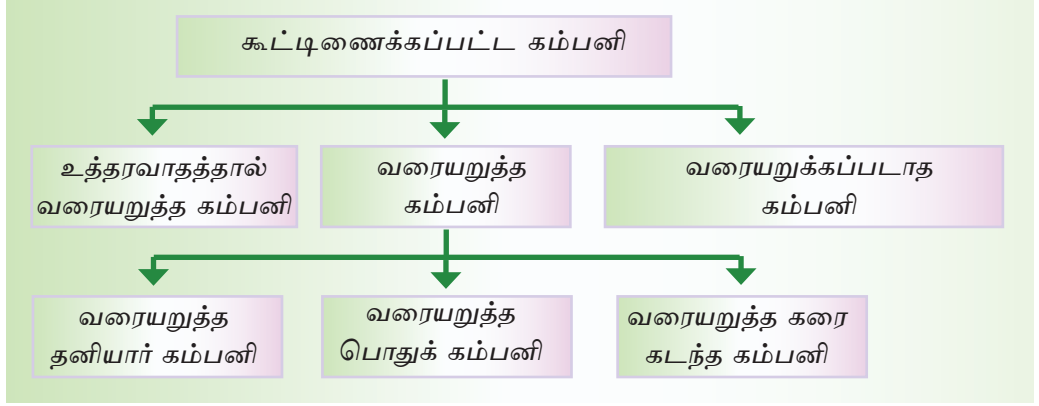 கூட்டிணைக்கப்பட்ட கம்பனி
உத்தரவாதத்தால்
வரையறுத்த கம்பனி
வரையறுத்த
கம்பனி
வரையறுக்கப்படாத
கம்பனி
வரையறுத்த
தனியார் கம்பனி
வரையறுத்த
பொதுக் கம்பனி
வரையறுத்த கரை
கடந்த கம்பனி